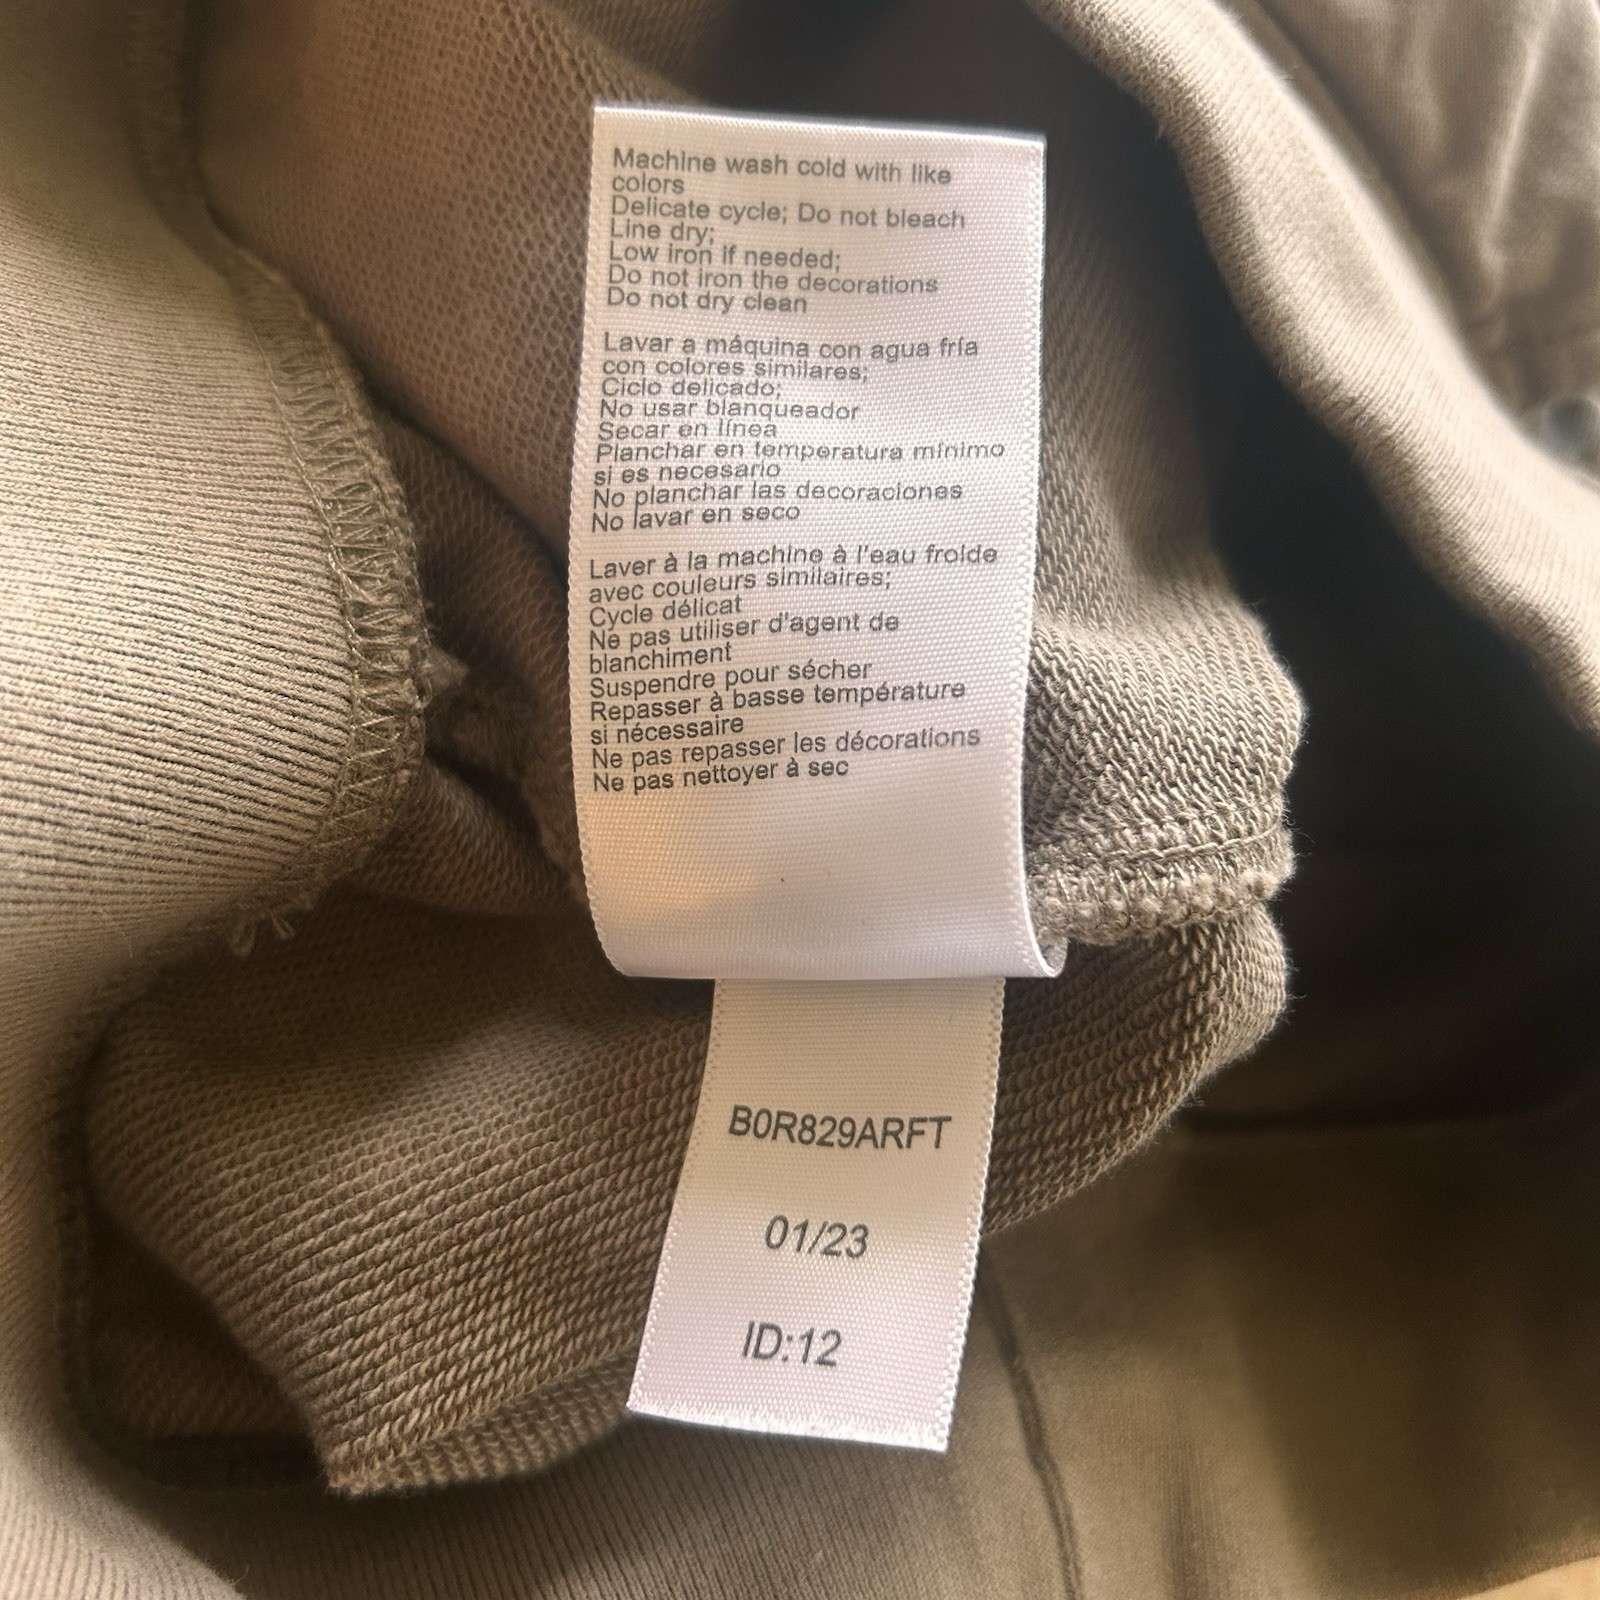 Machine wash cold with like
colors
Delicate cycle; Do not bleach
Line dry;
Low iron if needed;
Do not iron the decorations
Do not dry clean
Lavar a máquina con agua fría
con colores similares;
Ciclo delicado;
No usar blanqueador
Secar en línea
Planchar en temperatura mínimo
si es necesario
No planchar las decoraciones
No lavar en seco
Laver à la machine à l'eau froide
avec couleurs similaires;
Cycle délicat
Ne pas utiliser d'agent de
blanchiment
Suspendre pour sécher
Repasser à basse température
si nécessaire
Ne pas repasser les décorations
Ne pas nettoyer à sec
B0R829ARFT
01/23
ID:12